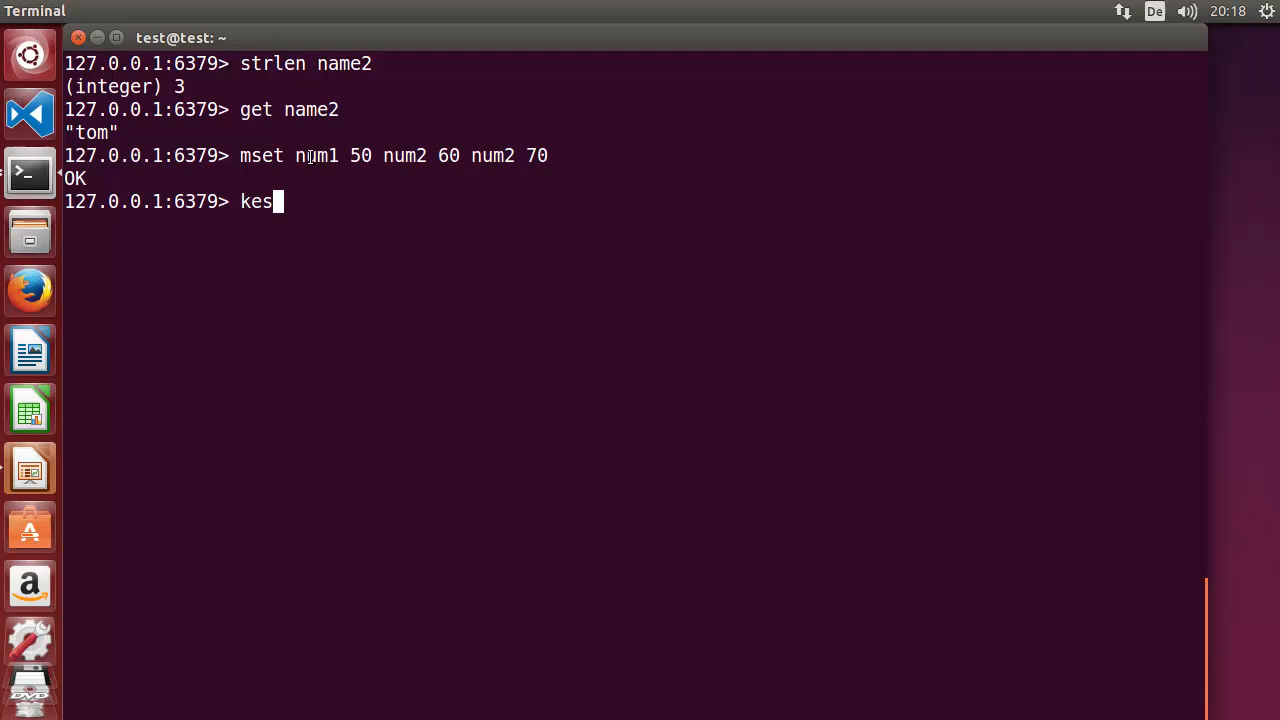 Terminal
De
20:18
test@test: ~
127.0.0.1:6379> strlen name2
(integer) 3
127.0.0.1:6379> get name2
"tom"
127.0.0.1:6379> mset num1 50 num2 60 num2 70
OK
127.0.0.1:6379> kes
>_
A
a
DVD